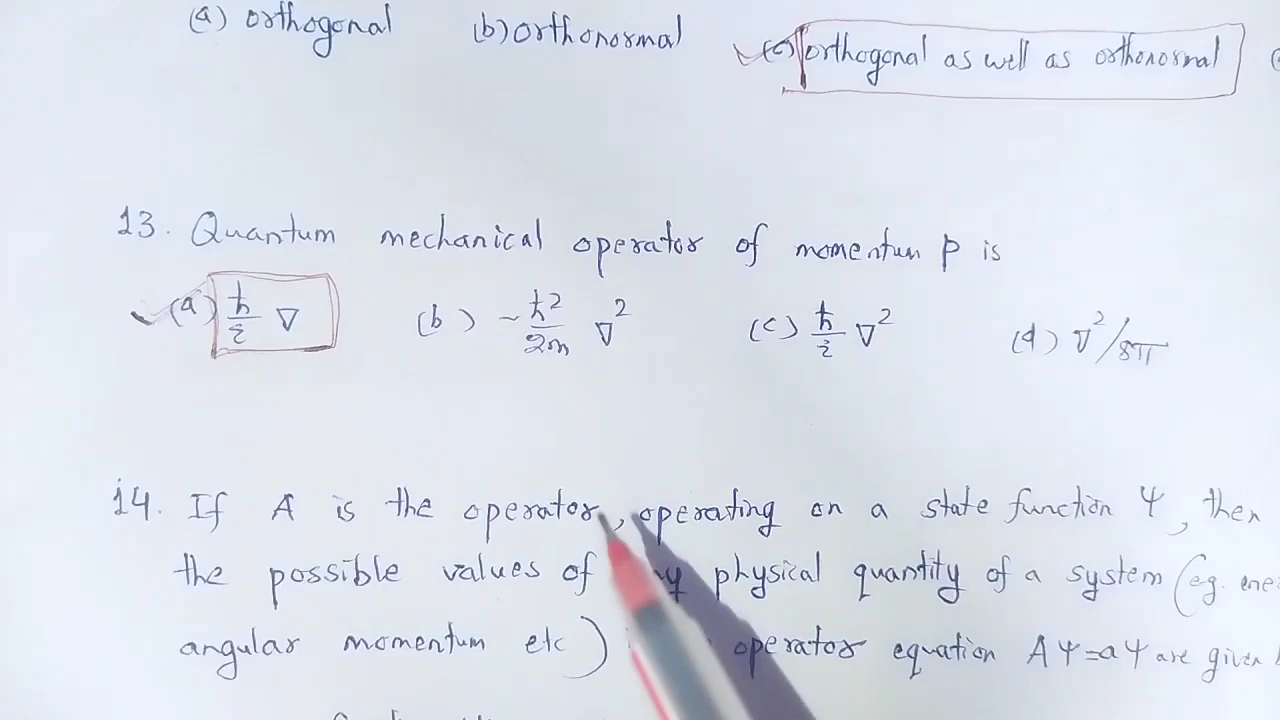 (a) orthogonal (b) orthonormal (c) orthogonal as well as orthonormal
13. Quantum mechanical operator of momentum p is
(a) ħ/i ∇ (b) -ħ²/2m ∇² (c) ħ/i ∇² (d) ∇²/8π
14. If A is the operator, operating on a state function Ψ, then
the possible values of physical quantity of a system (eg.
angular momentum etc) operator equation AΨ=aΨ are given